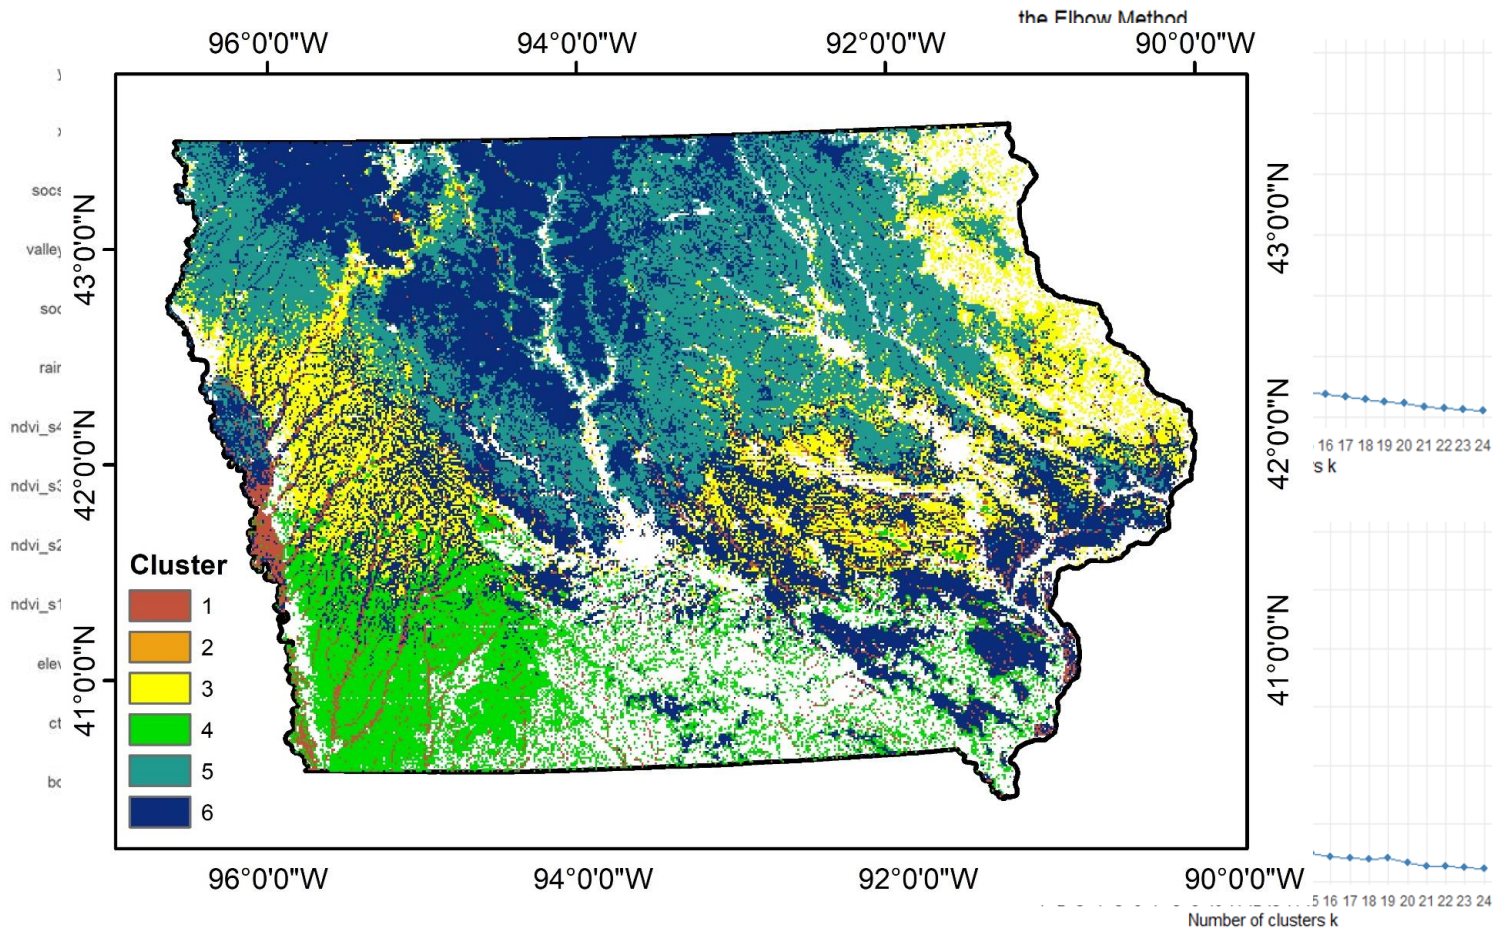 the Elbow Method
96°0'0"W 94°0'0"W 92°0'0"W 90°0'0"W
43°0'0"N
42°0'0"N
41°0'0"N
43°0'0"N
42°0'0"N
41°0'0"N
socs
valley
soc
rain
ndvi_s4
ndvi_s3
ndvi_s2
ndvi_s1
elev
Cluster
1
2
3
4
5
6
96°0'0"W 94°0'0"W 92°0'0"W 90°0'0"W
16 17 18 19 20 21 22 23 24
s k
5 16 17 18 19 20 21 22 23 24
Number of clusters k